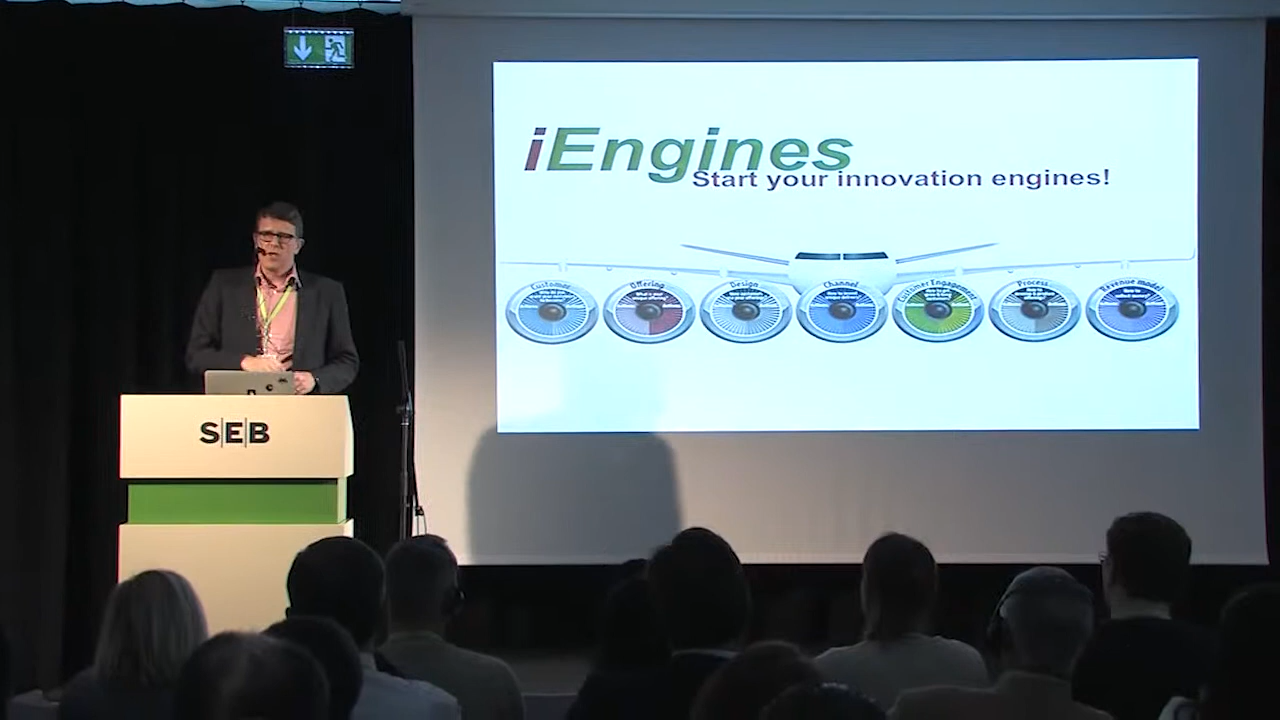 iEngines
Start your innovation engines!
Customer
Offering
Design
Channel
Customer Engagement
Process
Revenue model
SEB